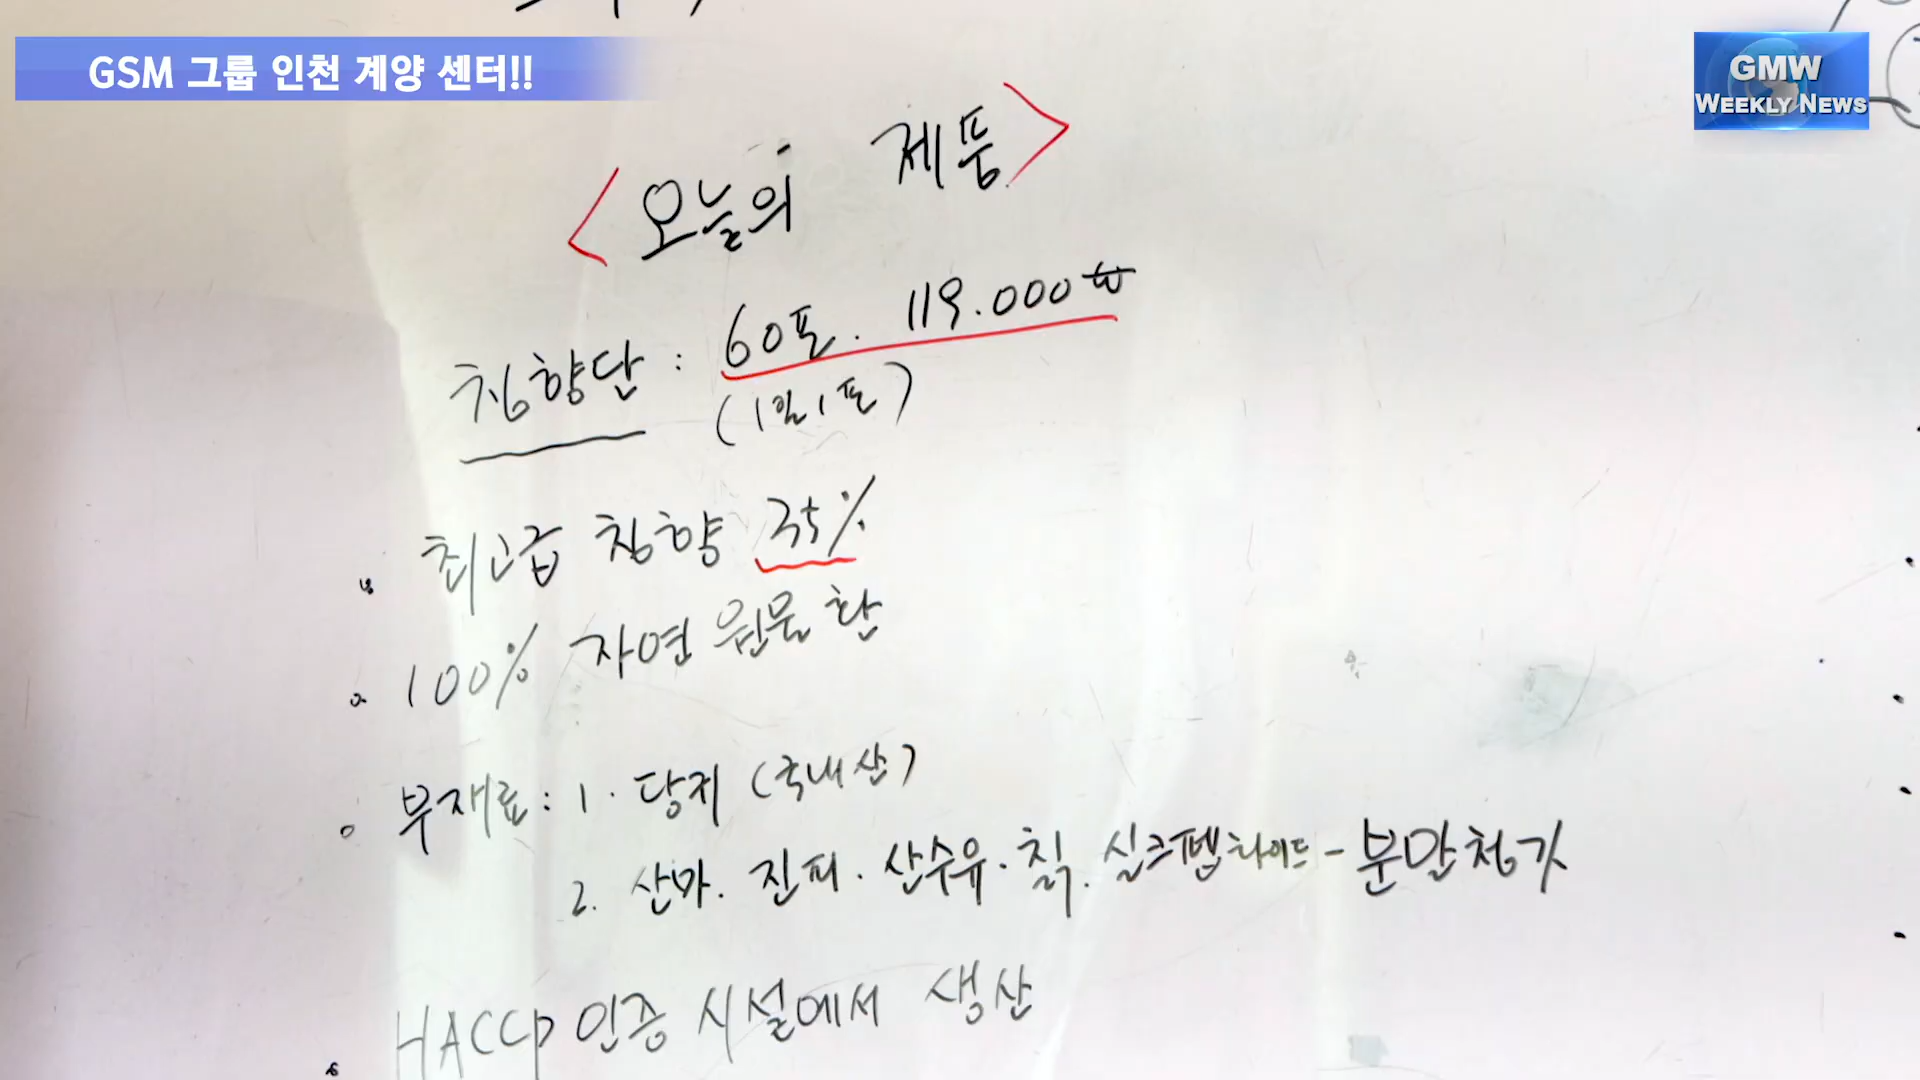 GSM 그룹 인천 계양 센터!!
GMW
WEEKLY NEWS
<오늘의 제품>
침향단 : 60포. 119.000₩
(1일1포)
최고급 침향 35%
100% 자연 원물 환
부재료 : 1. 당귀 (국내산)
2. 산마. 진피. 산수유. 칡. 실크펩타이드 - 분말첨가
HACCP 인증 시설에서 생산